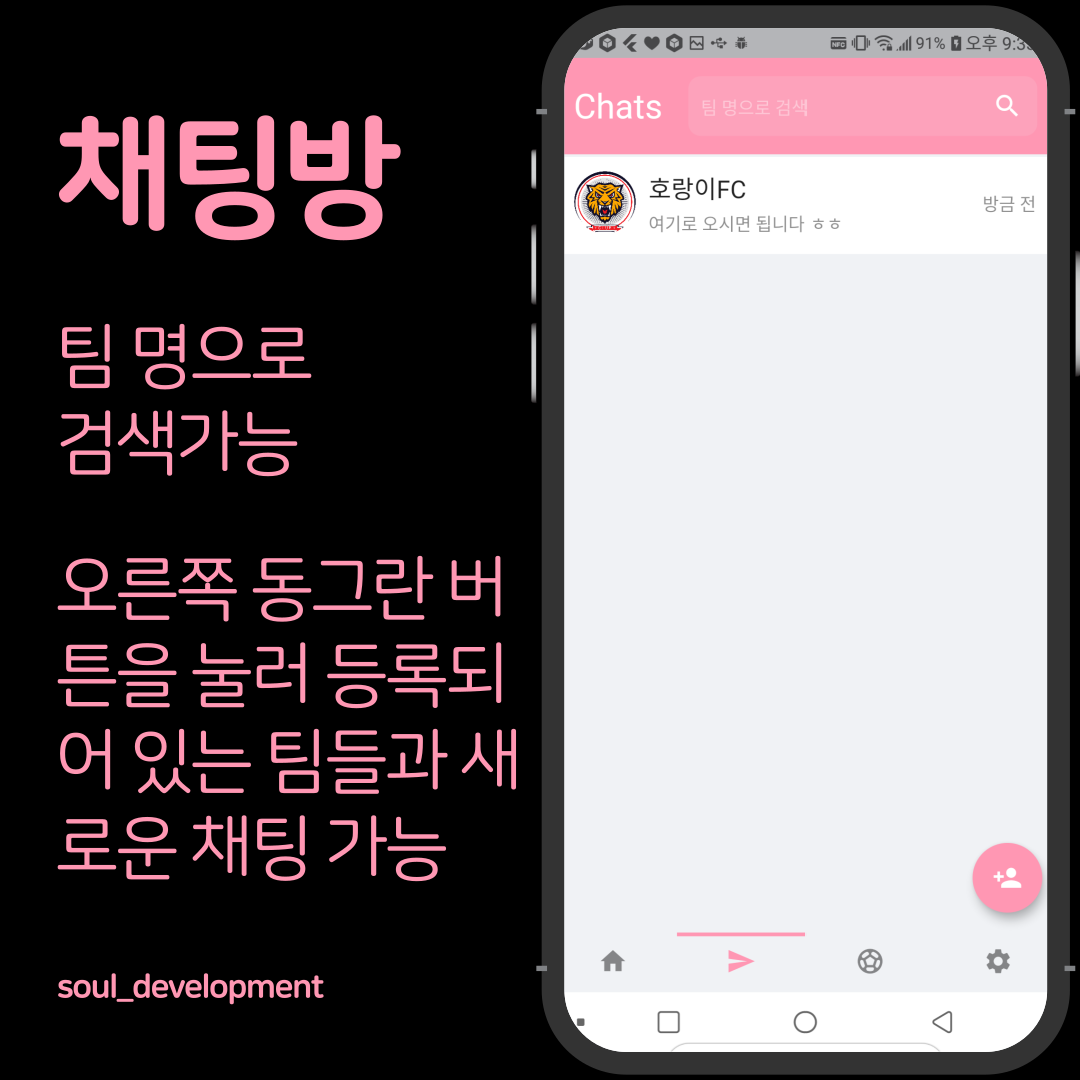 채팅방
팀 명으로
검색가능
오른쪽 동그란 버
튼을 눌러 등록되
어 있는 팀들과 새
로운 채팅 가능
soul_development
91% 오후
Chats
팀 명으로 검색
호랑이FC
여기로 오시면 됩니다 ㅎㅎ
방금 전